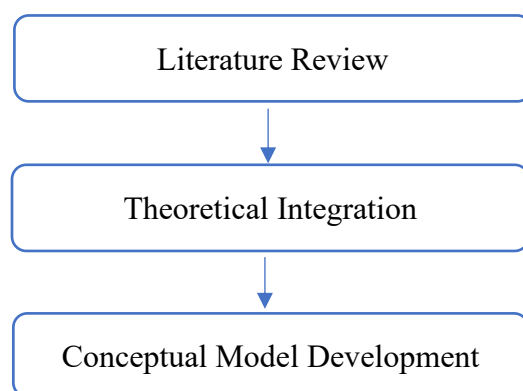 Literature Review
Theoretical Integration
Conceptual Model Development